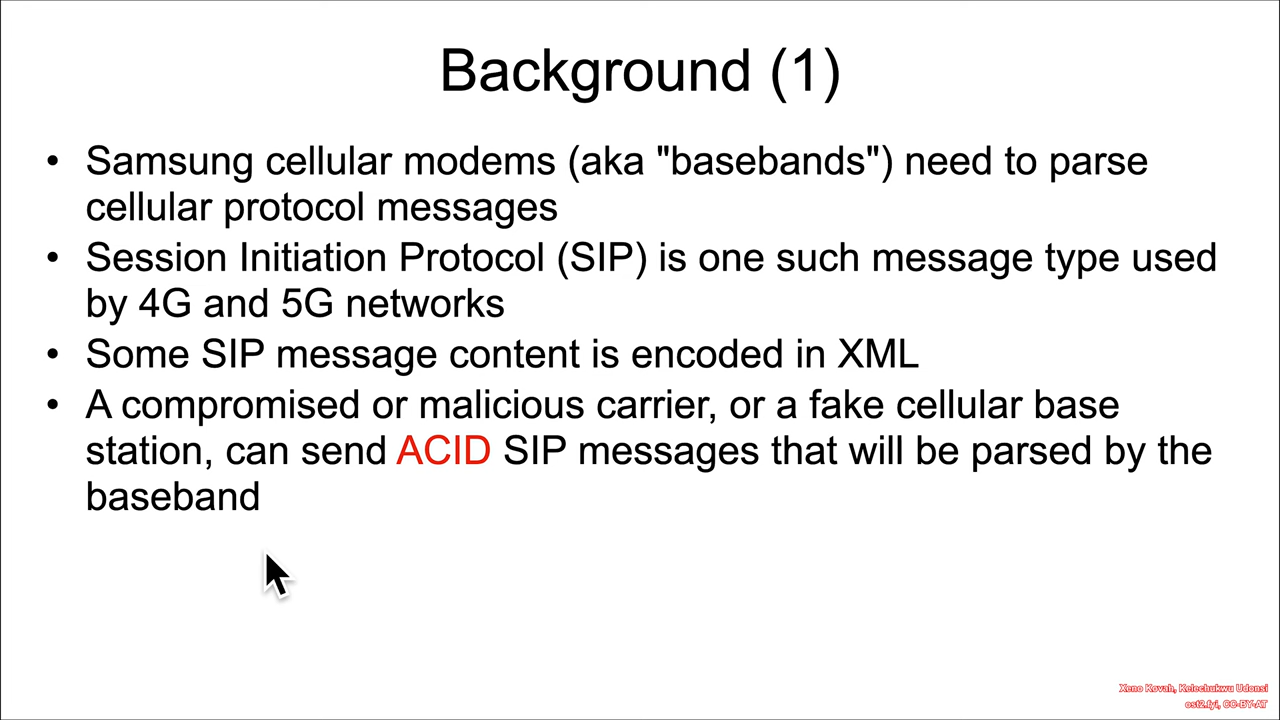 Background (1)
• Samsung cellular modems (aka "basebands") need to parse
cellular protocol messages
• Session Initiation Protocol (SIP) is one such message type used
by 4G and 5G networks
• Some SIP message content is encoded in XML
• A compromised or malicious carrier, or a fake cellular base
station, can send ACID SIP messages that will be parsed by the
baseband
Xeno Kovah, Kelechukwu Udonsi
ost2.fyi, CC-BY-AT